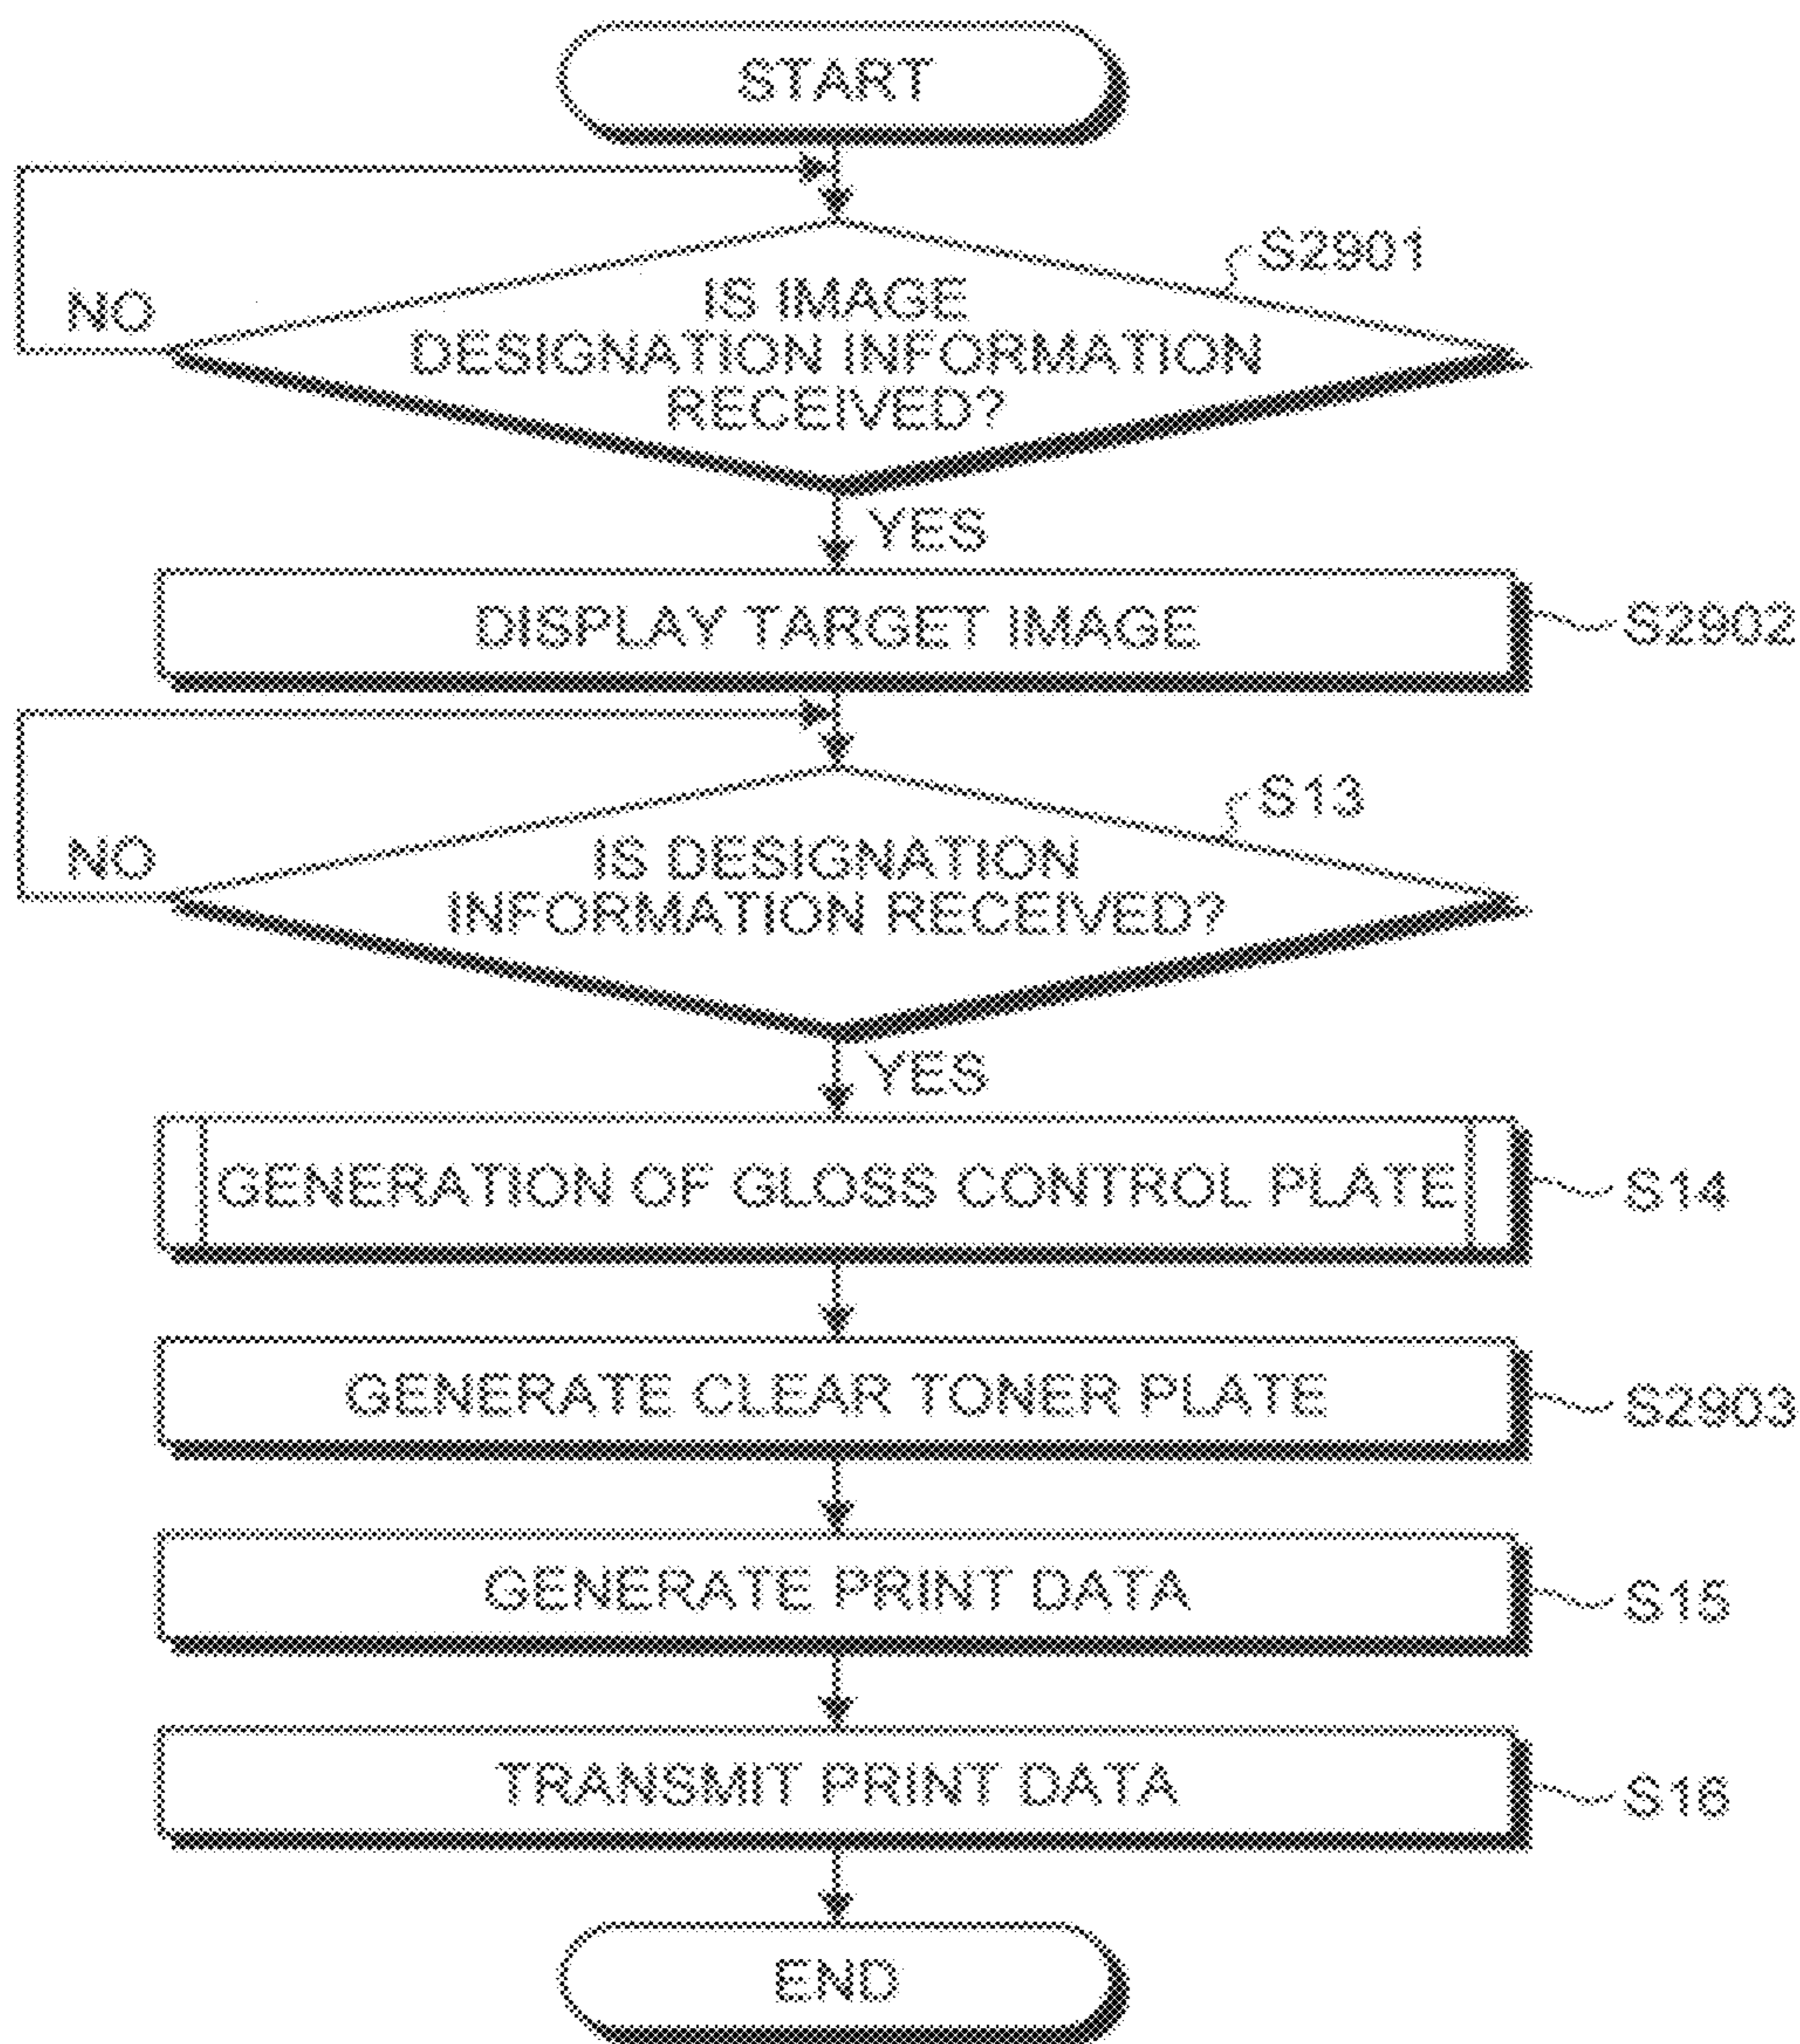 START
S2901
IS IMAGE
DESIGNATION INFORMATION
RECEIVED?
NO
YES
DISPLAY TARGET IMAGE
S2902
S13
IS DESIGNATION
INFORMATION RECEIVED?
NO
YES
GENERATION OF GLOSS CONTROL PLATE
S14
GENERATE CLEAR TONER PLATE
S2903
GENERATE PRINT DATA
S15
TRANSMIT PRINT DATA
S16
END